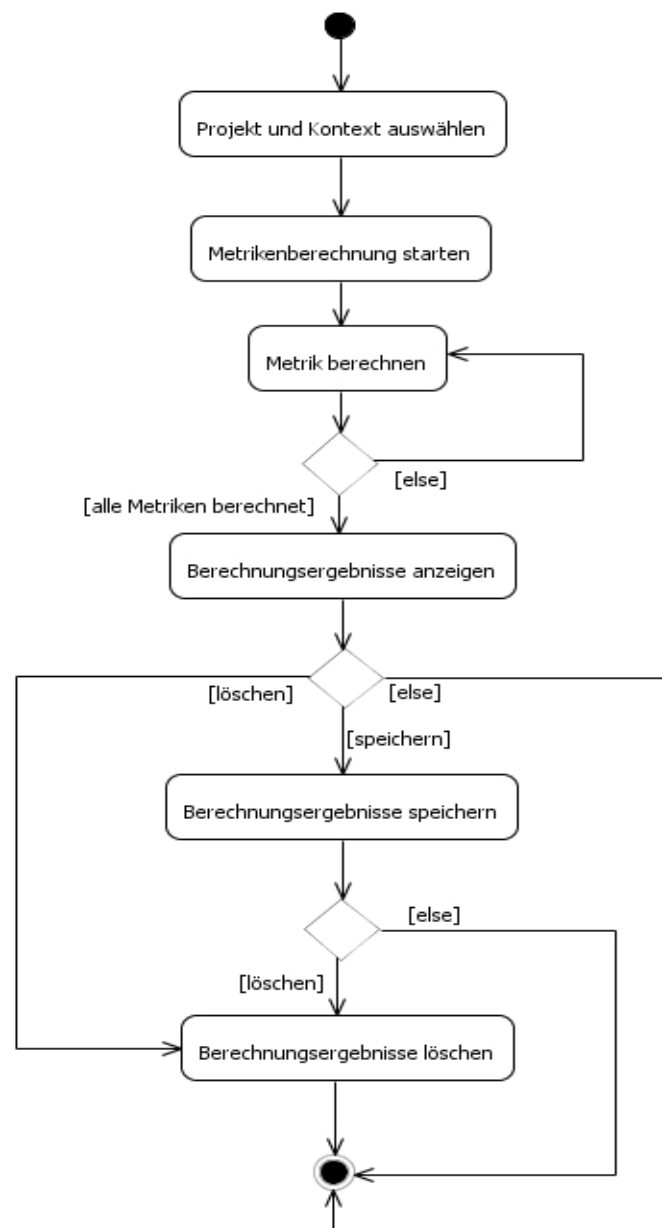 Projekt und Kontext auswählen
Metrikenberechnung starten
Metrik berechnen
[else]
[alle Metriken berechnet]
Berechnungsergebnisse anzeigen
[löschen]
[else]
[speichern]
Berechnungsergebnisse speichern
[else]
[löschen]
Berechnungsergebnisse löschen